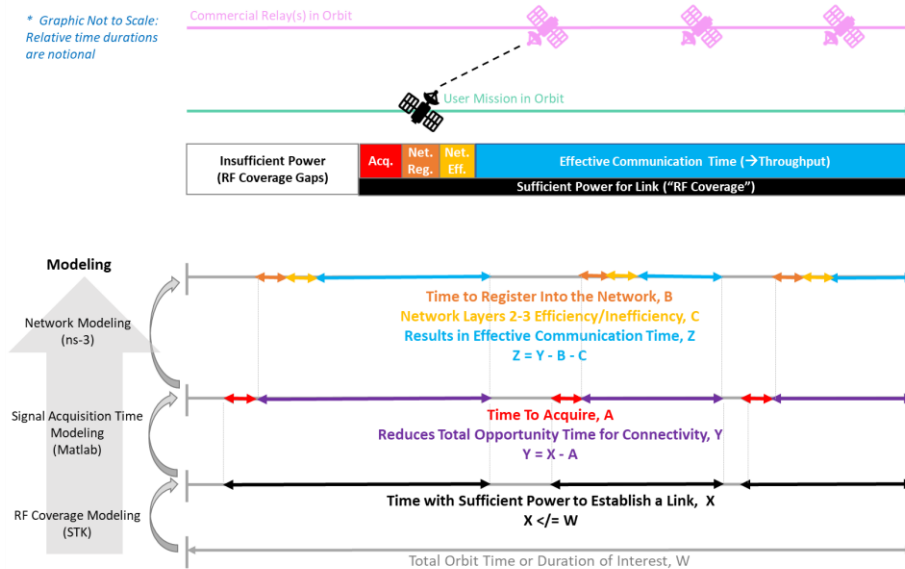 Commercial Relay(s) in Orbit
* Graphic Not to Scale:
Relative time durations
are notional
User Mission in Orbit
Insufficient Power
(RF Coverage Gaps)
Acq.
Net.
Reg.
Net.
Eff.
Effective Communication Time (→Throughput)
Sufficient Power for Link ("RF Coverage")
Modeling
Time to Register Into the Network, B
Network Layers 2-3 Efficiency/Inefficiency, C
Results in Effective Communication Time, Z
Z = Y - B - C
Network Modeling
(ns-3)
Time To Acquire, A
Reduces Total Opportunity Time for Connectivity, Y
Y = X - A
Signal Acquisition Time
Modeling
(Matlab)
Time with Sufficient Power to Establish a Link, X
X </= W
RF Coverage Modeling
(STK)
Total Orbit Time or Duration of Interest, W